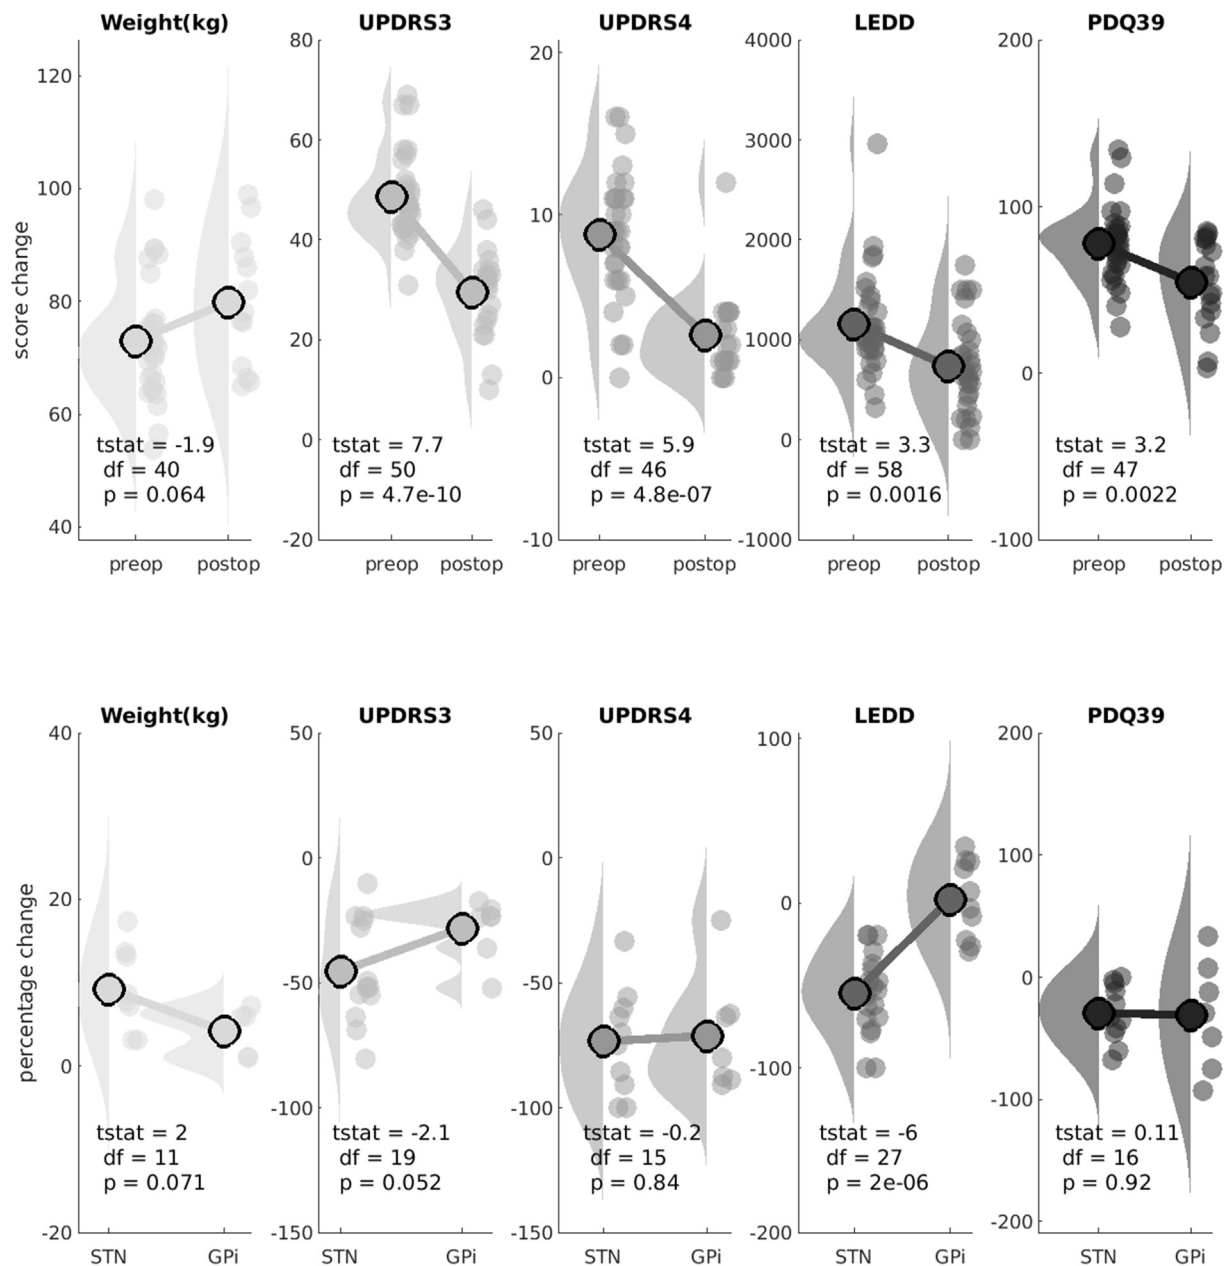 Weight(kg) UPDRS3 UPDRS4 LEDD PDQ39
score change
120
100
80
60
40
80
60
40
20
0
-20
20
10
0
-10
4000
3000
2000
1000
0
-1000
200
100
0
-100
tstat = -1.9
df = 40
p = 0.064
tstat = 7.7
df = 50
p = 4.7e-10
tstat = 5.9
df = 46
p = 4.8e-07
tstat = 3.3
df = 58
p = 0.0016
tstat = 3.2
df = 47
p = 0.0022
preop postop preop postop preop postop preop postop preop postop
Weight(kg) UPDRS3 UPDRS4 LEDD PDQ39
percentage change
40
20
0
-20
50
0
-50
-100
-150
50
0
-50
-100
-150
100
0
-100
-200
200
100
0
-100
-200
tstat = 2
df = 11
p = 0.071
tstat = -2.1
df = 19
p = 0.052
tstat = -0.2
df = 15
p = 0.84
tstat = -6
df = 27
p = 2e-06
tstat = 0.11
df = 16
p = 0.92
STN GPi STN GPi STN GPi STN GPi STN GPi